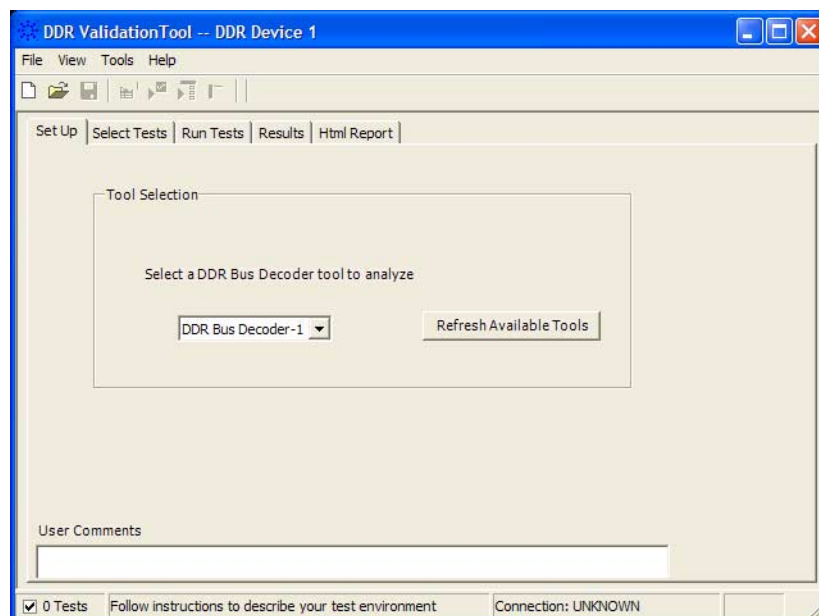 DDR ValidationTool -- DDR Device 1
File View Tools Help
Set Up Select Tests Run Tests Results Html Report
Tool Selection
Select a DDR Bus Decoder tool to analyze
DDR Bus Decoder-1
Refresh Available Tools
User Comments
0 Tests Follow instructions to describe your test environment Connection: UNKNOWN